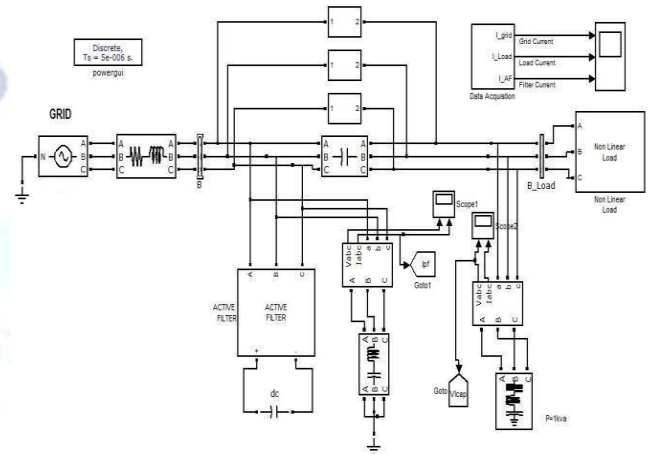 Discrete,
Ts = 5e-006 s.
powergui
1 2
1 2
1 2
I_grid
Grid Current
I_Load
Load Current
I_AF
Filter Current
Data Acquistion
GRID
N
A
B
C
A
B
C
A
B
C
B
A
B
C
A
B
C
B_Load
A
B
C
Non Linear
Load
Non Linear
Load
A
B
C
ACTIVE
FILTER
ACTIVE
FILTER
+
-
dc
Vabc
Iabc
a
b
c
A
B
C
Scope1
Ipf
Goto1
A
B
C
A
B
C
Scope2
Vabc
Iabc
a
b
c
A
B
C
Goto
Vlcap
A
B
C
P=1kva